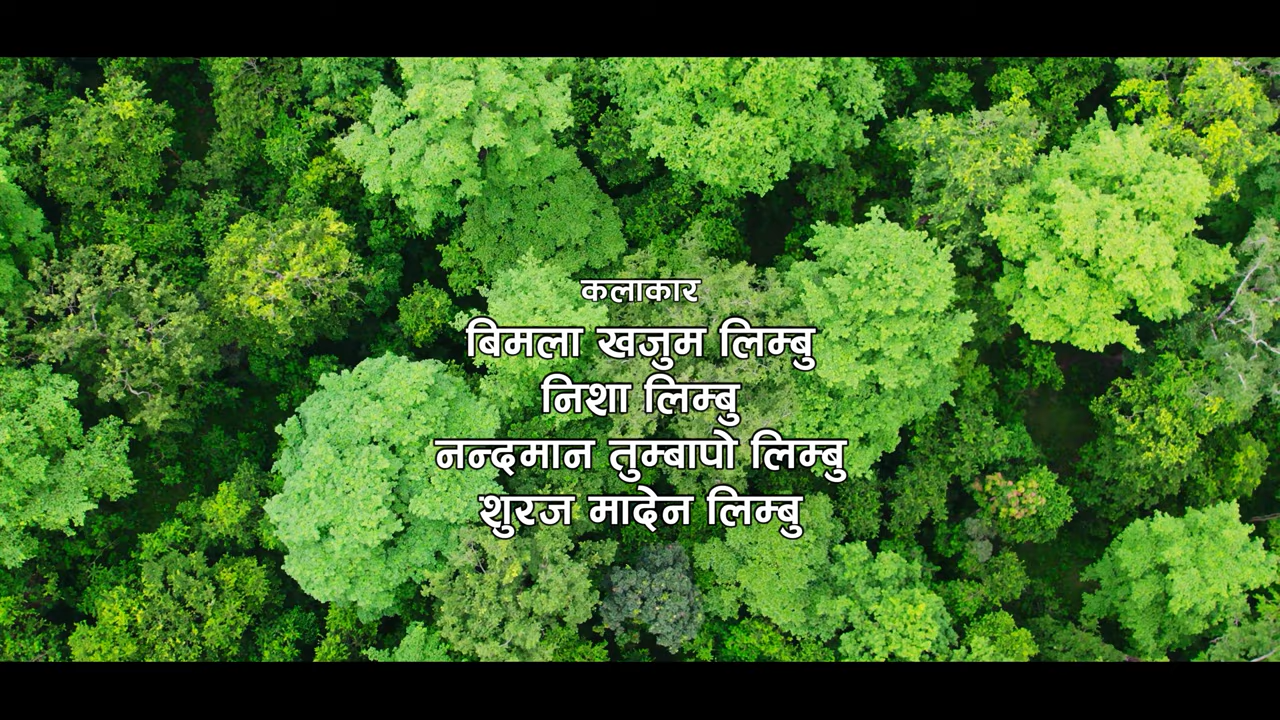 कलाकार
बिमला खजुम लिम्बु
निशा लिम्बु
नन्दमान तुम्बापो लिम्बु
शुरज मादेन लिम्बु